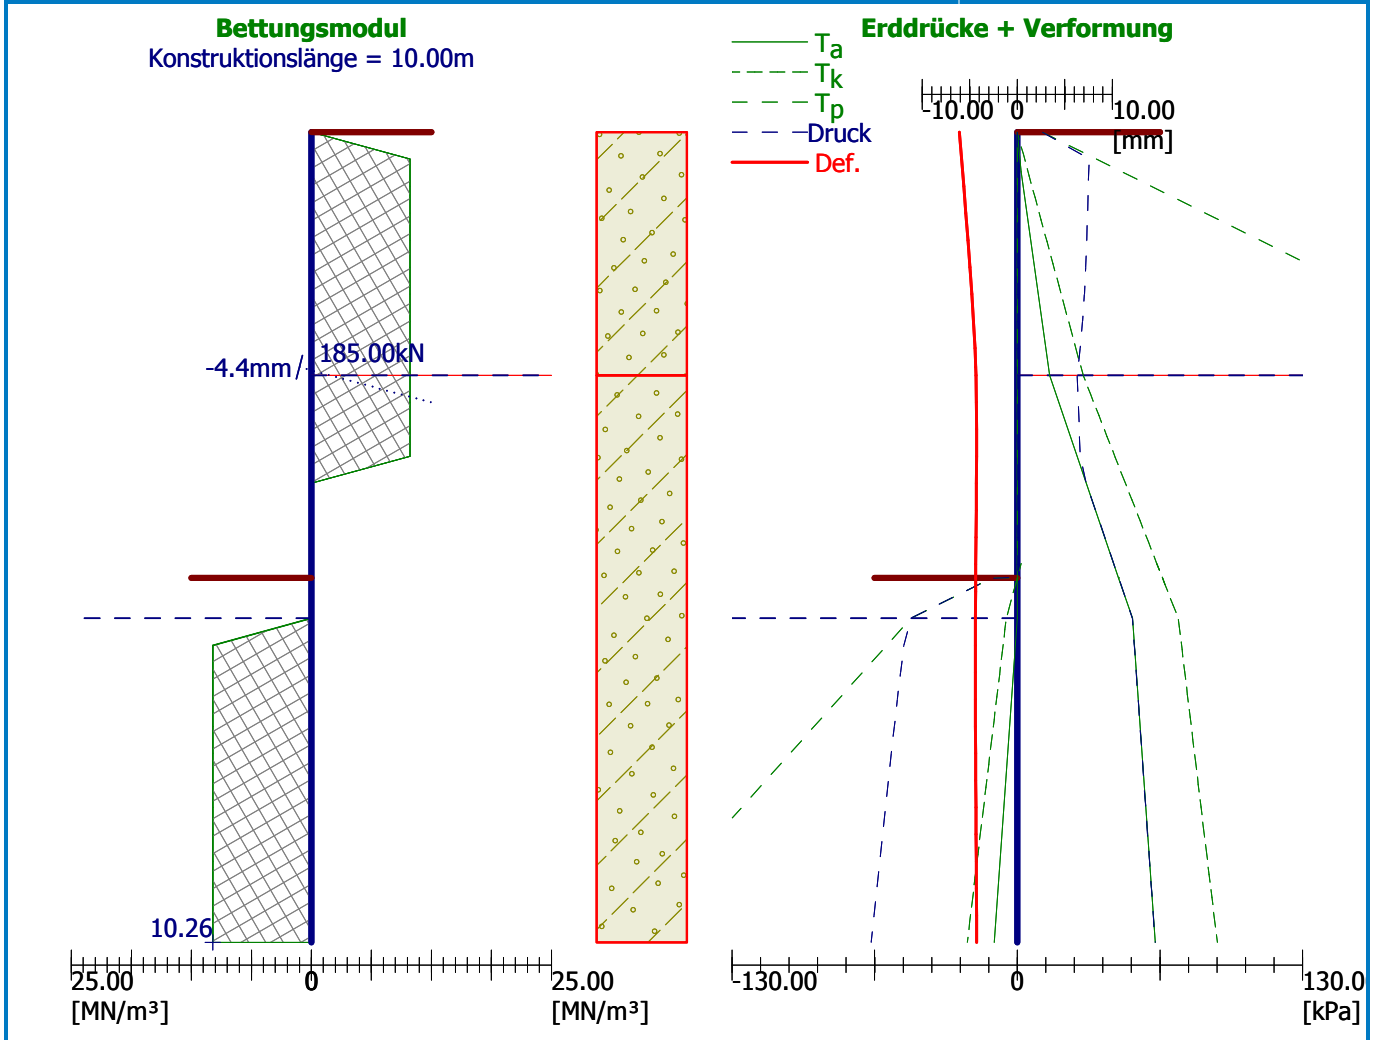 Bettungsmodul
Konstruktionslänge = 10.00m
-4.4mm
185.00kN
10.26
25.00
0
25.00
[MN/m³]
[MN/m³]
Erddrücke + Verformung
Ta
Tk
Tp
Druck
Def.
-10.00
0
10.00
[mm]
-130.00
0
130.0
[kPa]